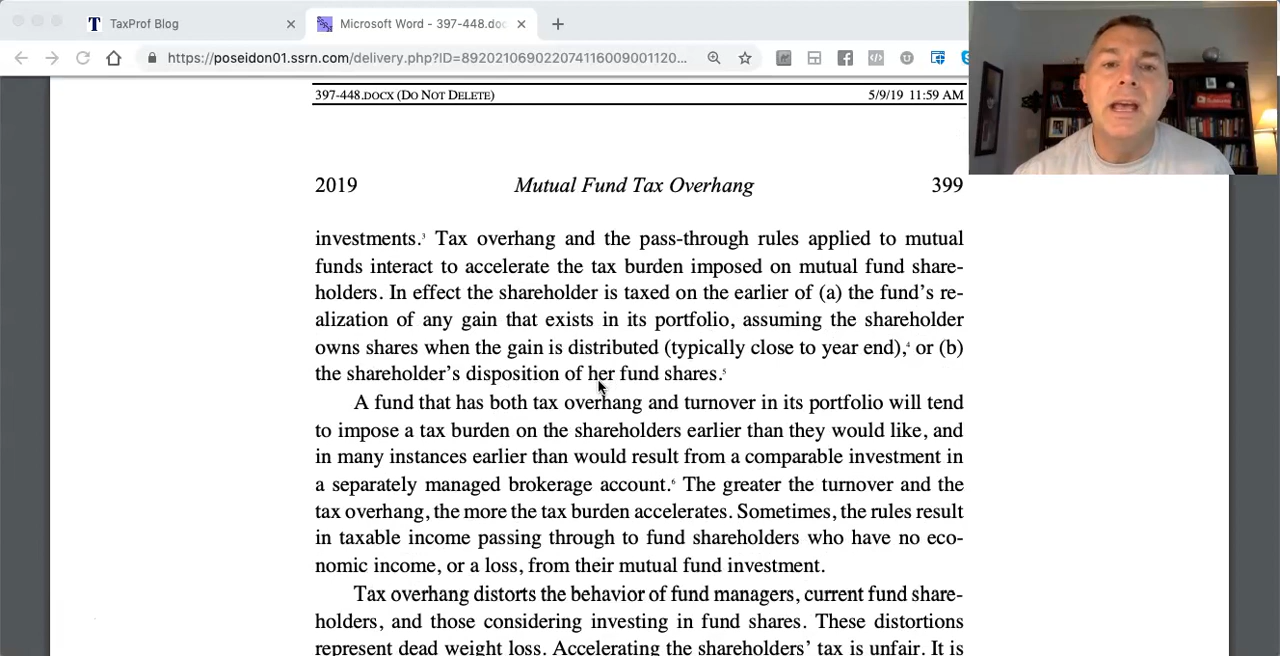 TaxProf Blog
Microsoft Word - 397-448.doc
https://poseidon01.ssrn.com/delivery.php?ID=892021069022074116009001120...
397-448.DOCX (DO NOT DELETE) 5/9/19 11:59 AM
2019 Mutual Fund Tax Overhang 399
investments.³ Tax overhang and the pass-through rules applied to mutual
funds interact to accelerate the tax burden imposed on mutual fund share-
holders. In effect the shareholder is taxed on the earlier of (a) the fund's re-
alization of any gain that exists in its portfolio, assuming the shareholder
owns shares when the gain is distributed (typically close to year end),⁴ or (b)
the shareholder's disposition of her fund shares.⁵
A fund that has both tax overhang and turnover in its portfolio will tend
to impose a tax burden on the shareholders earlier than they would like, and
in many instances earlier than would result from a comparable investment in
a separately managed brokerage account.⁶ The greater the turnover and the
tax overhang, the more the tax burden accelerates. Sometimes, the rules result
in taxable income passing through to fund shareholders who have no eco-
nomic income, or a loss, from their mutual fund investment.
Tax overhang distorts the behavior of fund managers, current fund share-
holders, and those considering investing in fund shares. These distortions
represent dead weight loss. Accelerating the shareholders' tax is unfair. It is